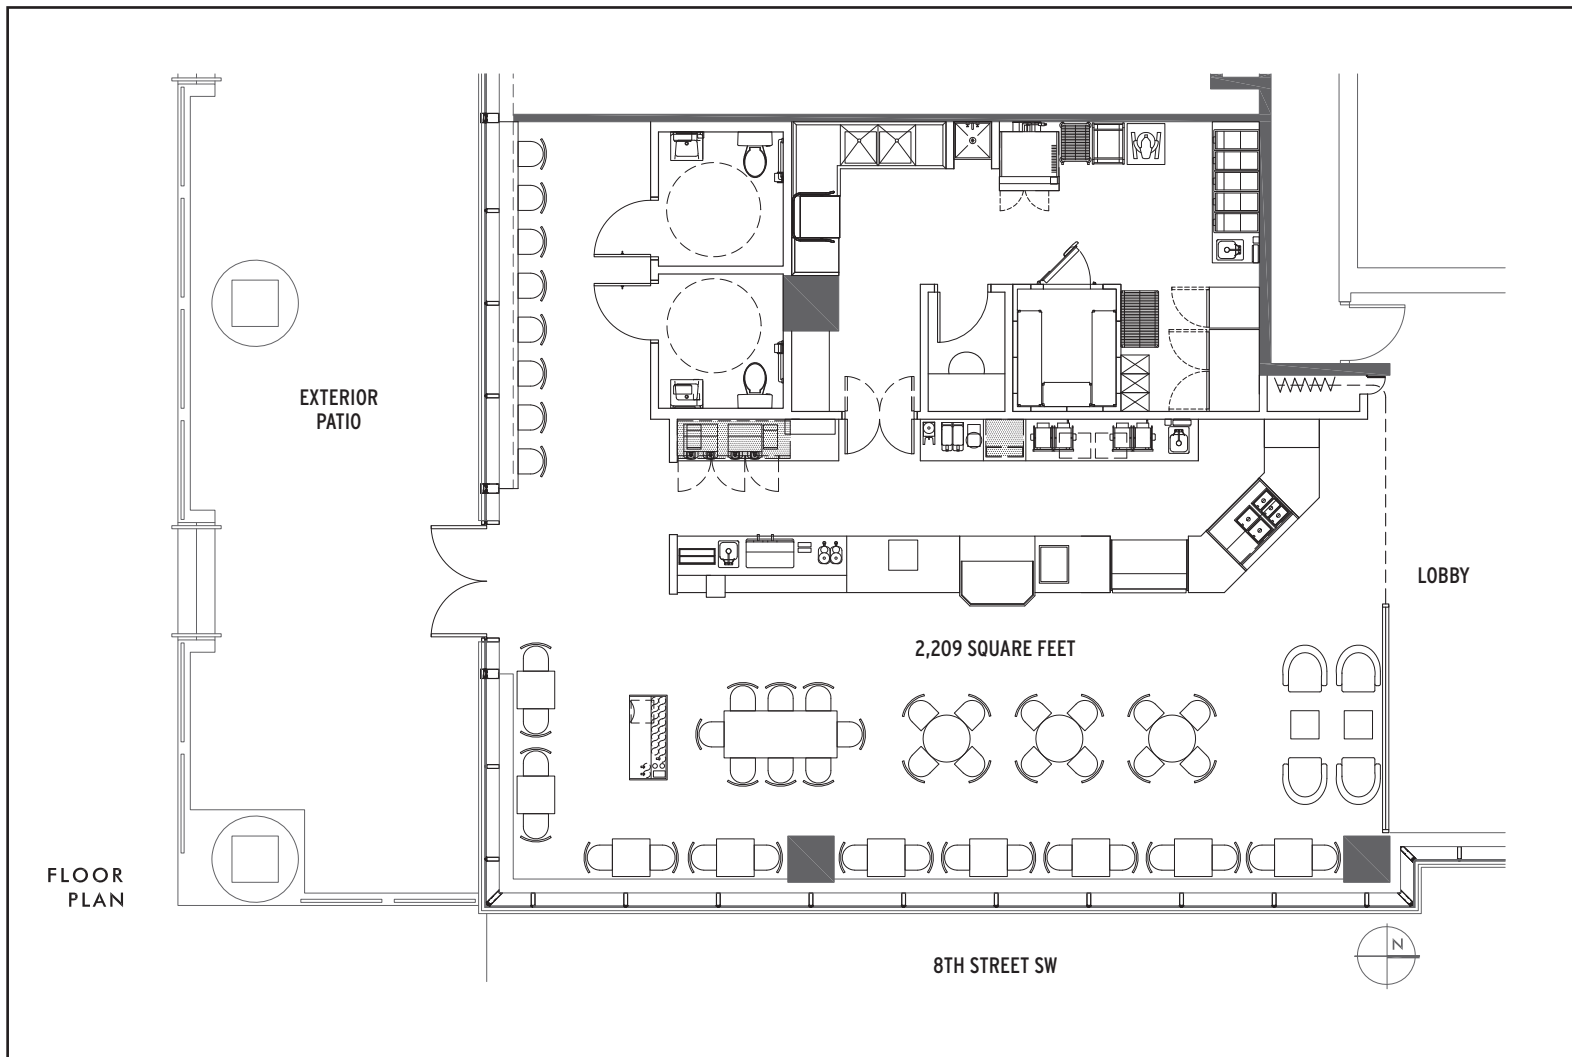 EXTERIOR
PATIO
LOBBY
2,209 SQUARE FEET
FLOOR
PLAN
N
8TH STREET SW